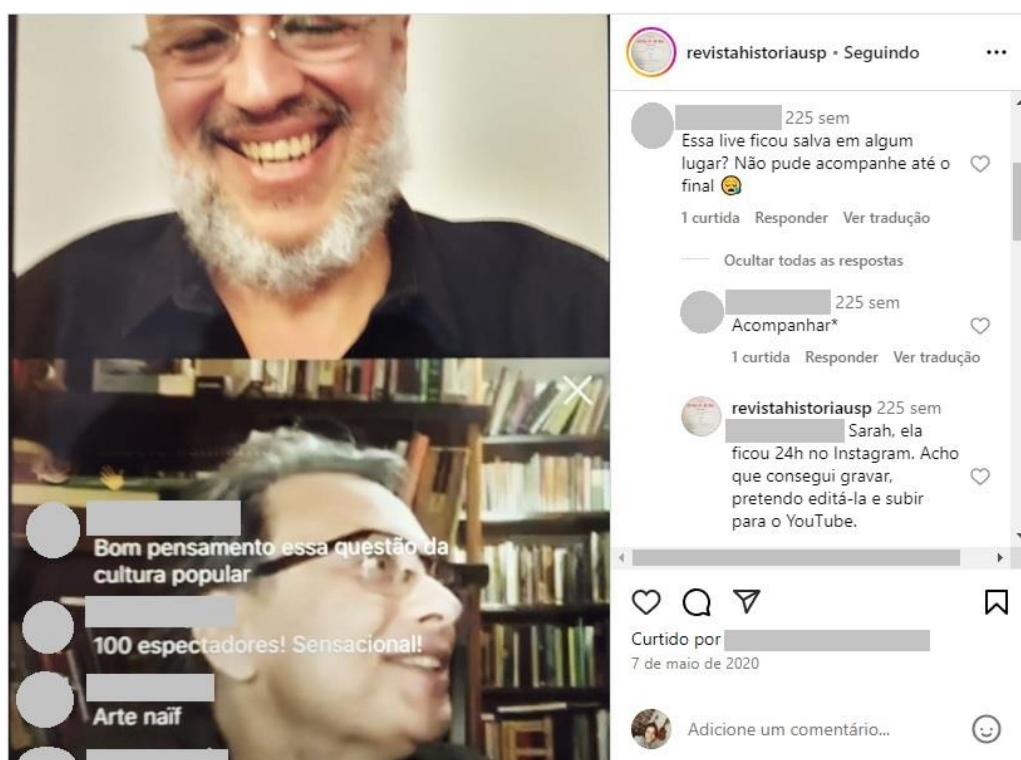 revistahistoriausp • Seguindo
225 sem
Essa live ficou salva em algum
lugar? Não pude acompanhe até o
final
1 curtida Responder Ver tradução
Ocultar todas as respostas
225 sem
Acompanhar*
1 curtida Responder Ver tradução
revistahistoriausp 225 sem
Sarah, ela
ficou 24h no Instagram. Acho
que consegui gravar,
pretendo editá-la e subir
para o YouTube.
Curtido por
7 de maio de 2020
Adicione um comentário...
Bom pensamento essa questão da
cultura popular
100 espectadores! Sensacional!
Arte naïf